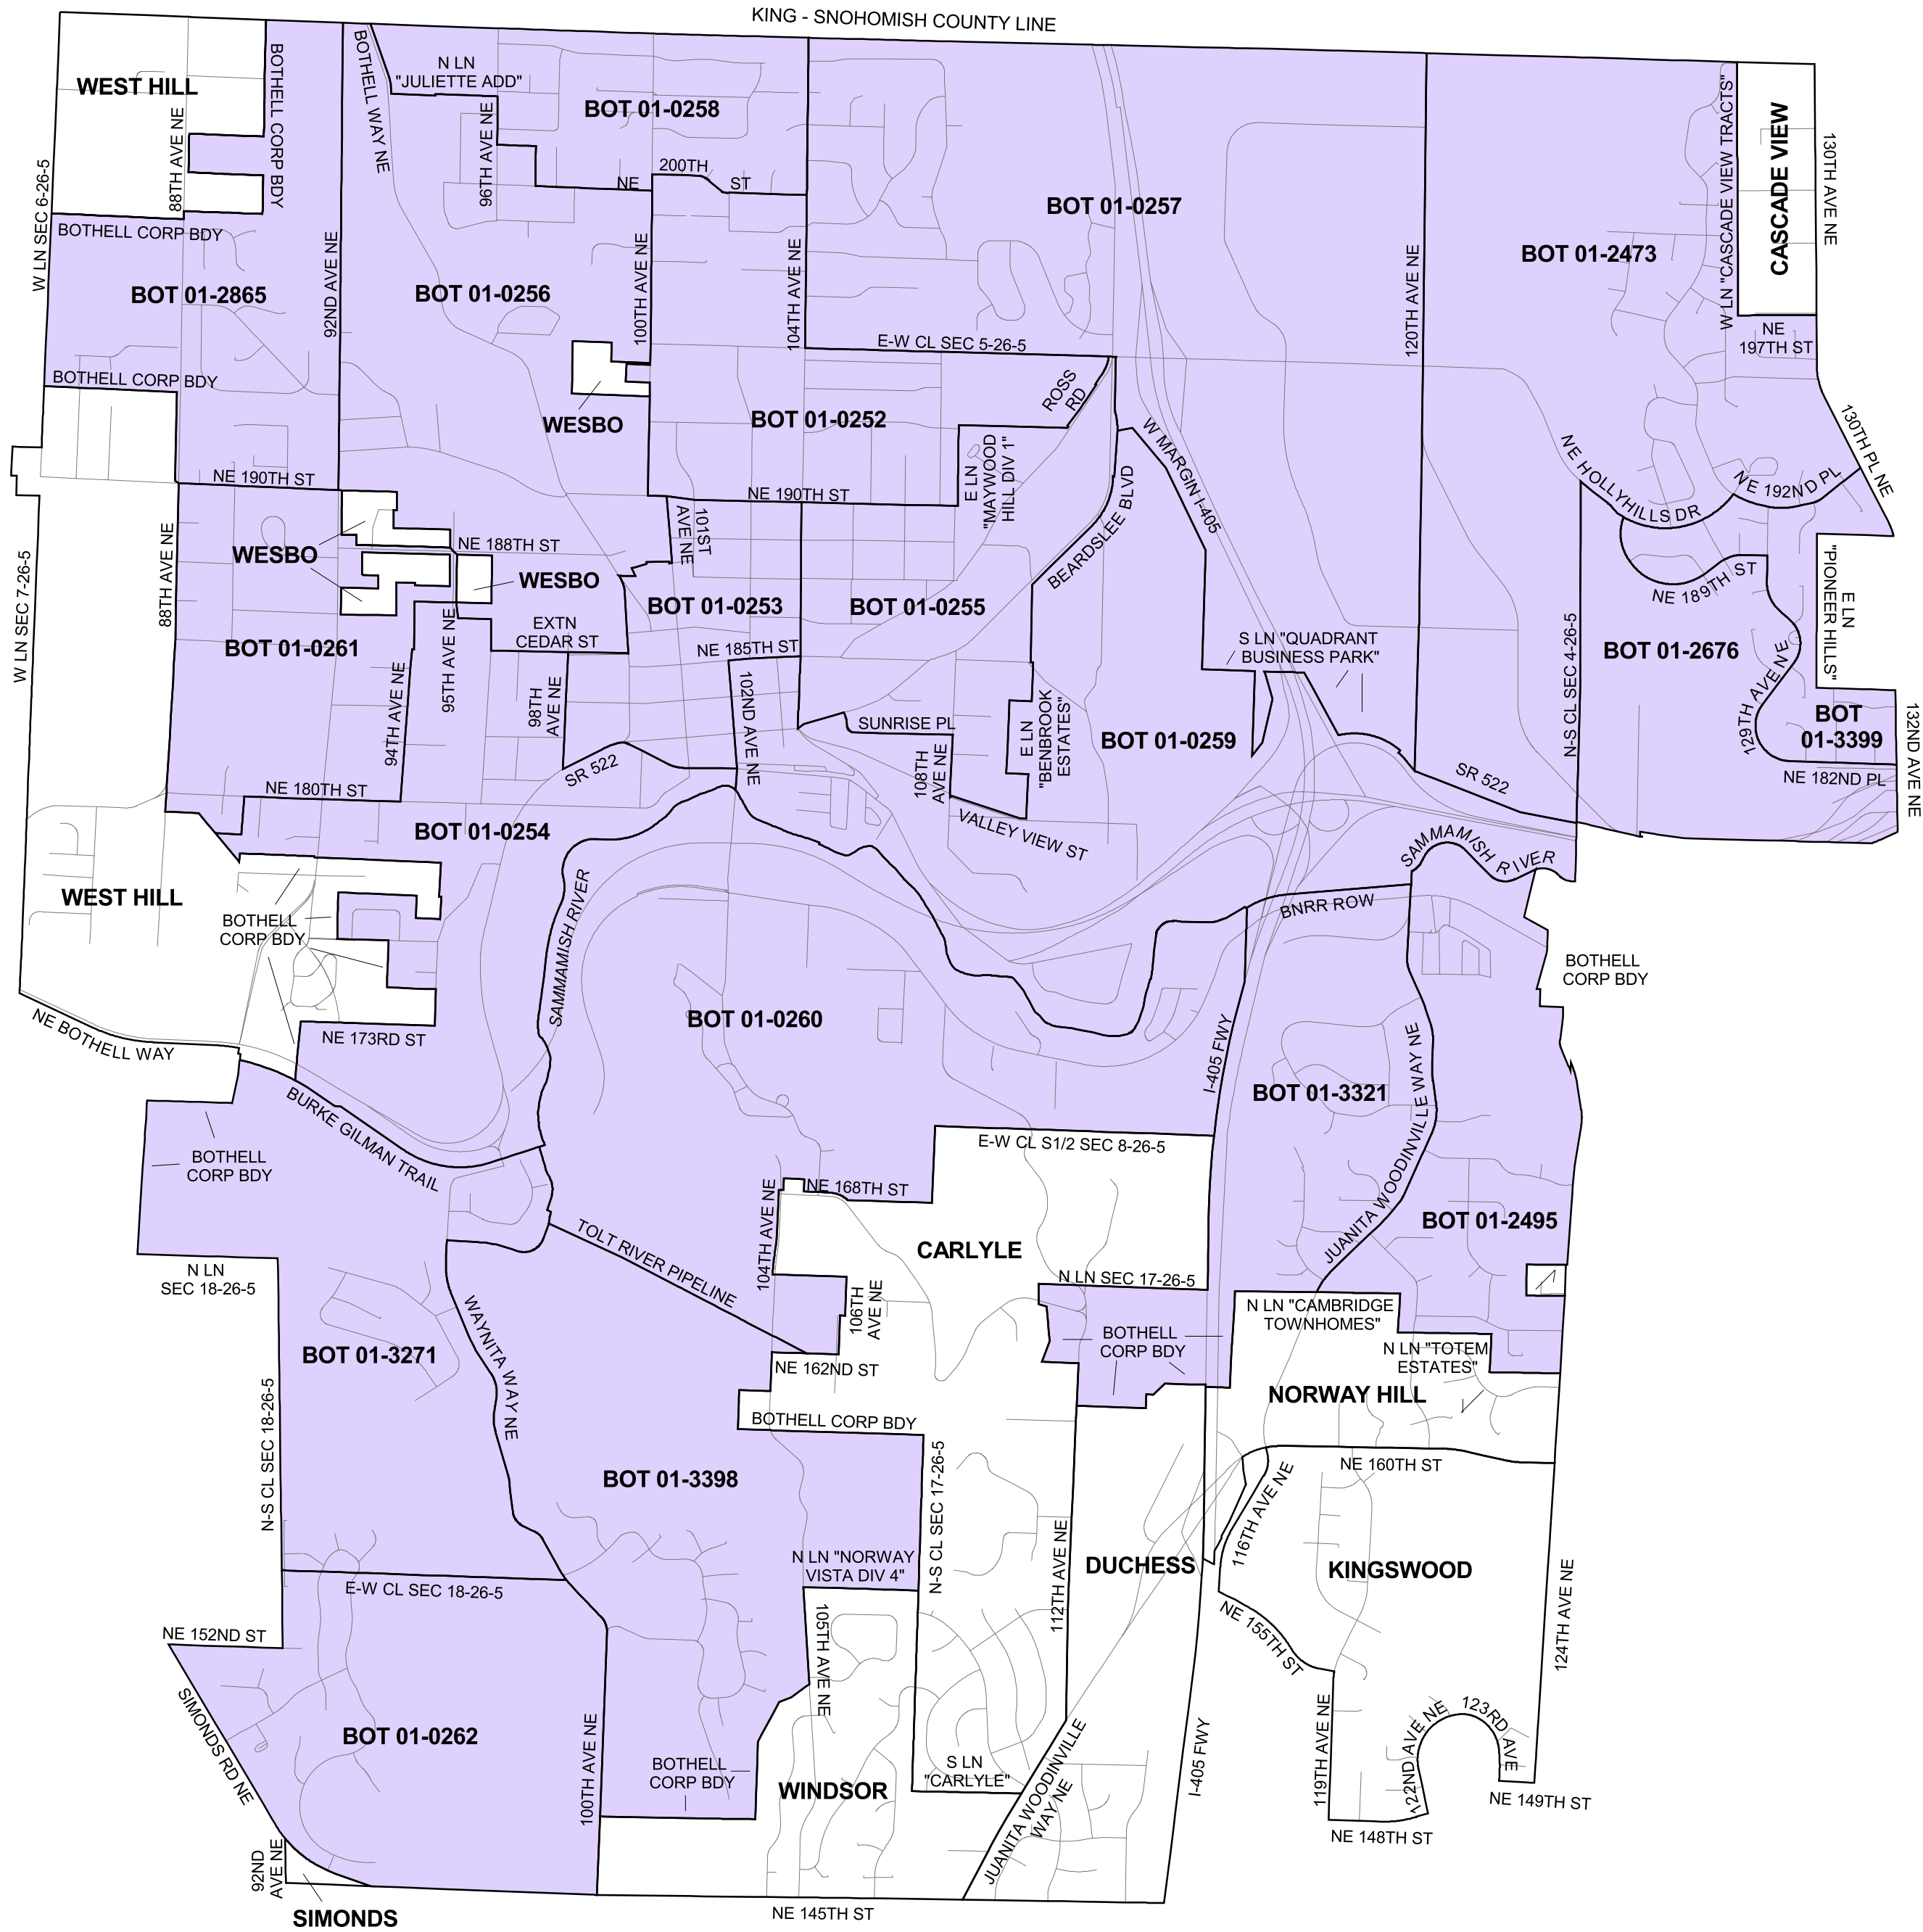 KING - SNOHOMISH COUNTY LINE
WEST HILL
88TH AVE NE
BOTHELL CORP BDY
BOTHELL WAY NE
N LN
"JULIETTE ADD"
96TH AVE NE
BOT 01-0258
NE
200TH
ST
BOT 01-0257
BOT 01-2473
W LN "CASCADE VIEW TRACTS"
CASCADE VIEW
130TH AVE NE
W LN SEC 6-26-5
BOTHELL CORP BDY
BOT 01-2865
92ND AVE NE
BOT 01-0256
100TH AVE NE
104TH AVE NE
120TH AVE NE
NE
197TH ST
E-W CL SEC 5-26-5
BOTHELL CORP BDY
WESBO
BOT 01-0252
ROSS
RD
130TH PL NE
E LN
"MAYWOOD
HILL DIV 1"
W MARGIN I-405
NE HOLLYHILLS DR
NE 192ND PL
NE 190TH ST
NE 190TH ST
101ST
AVE NE
BEARDSLEE BLVD
W LN SEC 7-26-5
88TH AVE NE
WESBO
NE 188TH ST
WESBO
BOT 01-0253
BOT 01-0255
NE 189TH ST
E LN
"PIONEER HILLS"
BOT 01-0261
EXTN
CEDAR ST
NE 185TH ST
S LN "QUADRANT
BUSINESS PARK"
N-S CL SEC 4-26-5
BOT 01-2676
129TH AVE NE
94TH AVE NE
95TH AVE NE
98TH
AVE NE
102ND AVE NE
SUNRISE PL
108TH
AVE NE
E LN
"BENBROOK
ESTATES"
BOT 01-0259
BOT
01-3399
132ND AVE NE
NE 182ND PL
SR 522
SR 522
NE 180TH ST
BOT 01-0254
VALLEY VIEW ST
SAMMAMISH RIVER
WEST HILL
BOTHELL
CORP BDY
SAMMAMISH RIVER
BNRR ROW
BOTHELL
CORP BDY
BOT 01-0260
NE BOTHELL WAY
NE 173RD ST
I-405 FWY
BOT 01-3321
JUANITA WOODINVILLE WAY NE
BURKE GILMAN TRAIL
BOTHELL
CORP BDY
E-W CL S1/2 SEC 8-26-5
NE 168TH ST
104TH AVE NE
BOT 01-2495
CARLYLE
TOLT RIVER PIPELINE
N LN
SEC 18-26-5
N LN SEC 17-26-5
106TH
AVE NE
N LN "CAMBRIDGE
TOWNHOMES"
BOTHELL
CORP BDY
WAYNITA WAY NE
BOT 01-3271
NE 162ND ST
N LN "TOTEM
ESTATES"
NORWAY HILL
N-S CL SEC 18-26-5
BOTHELL CORP BDY
BOT 01-3398
N-S CL SEC 17-26-5
NE 160TH ST
116TH AVE NE
N LN "NORWAY
VISTA DIV 4"
112TH AVE NE
DUCHESS
KINGSWOOD
124TH AVE NE
E-W CL SEC 18-26-5
NE 152ND ST
105TH AVE NE
NE 155TH ST
SIMONDS RD NE
BOT 01-0262
100TH AVE NE
BOTHELL
CORP BDY
WINDSOR
S LN
"CARLYLE"
JUANITA WOODINVILLE
WAY NE
I-405 FWY
119TH AVE NE
122ND AVE NE
123RD AVE
NE 149TH ST
NE 148TH ST
92ND
AVE NE
SIMONDS
NE 145TH ST